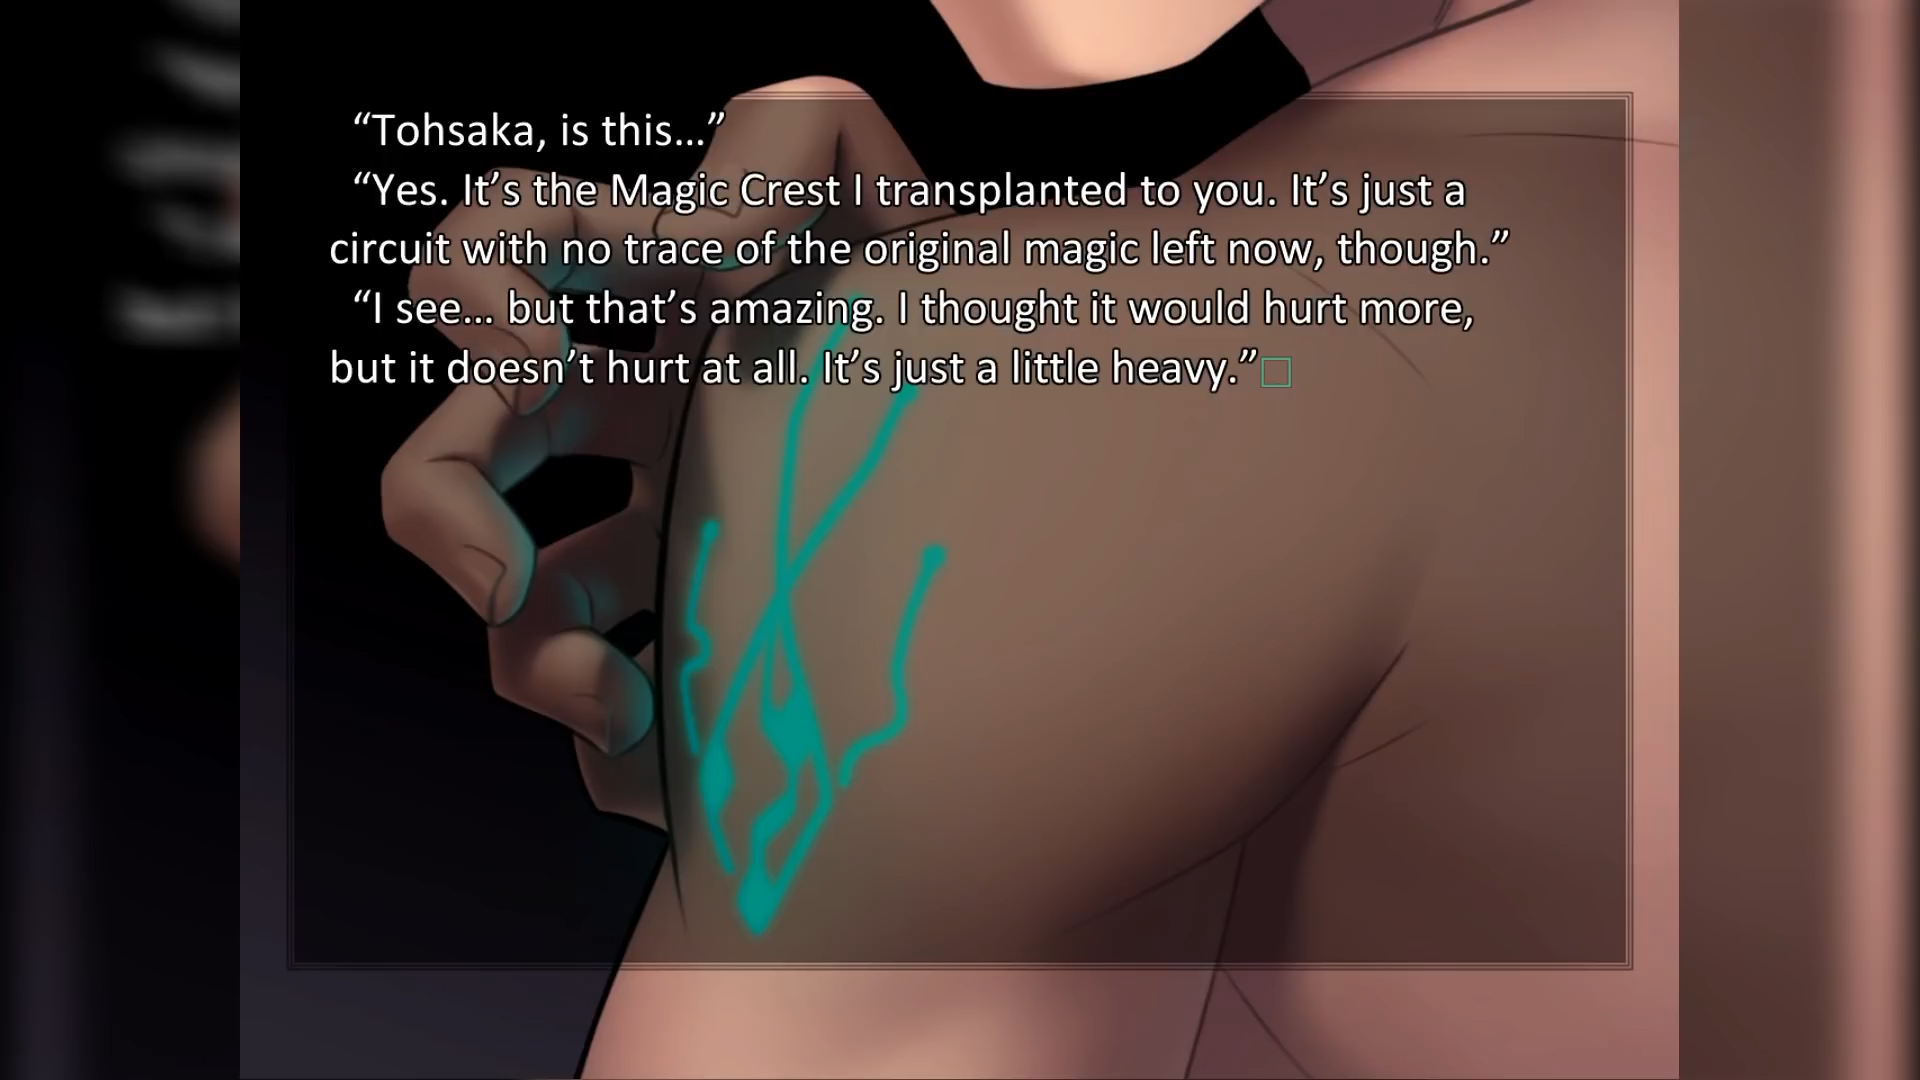 “Tohsaka, is this…”
“Yes. It’s the Magic Crest I transplanted to you. It’s just a
circuit with no trace of the original magic left now, though.”
“I see… but that’s amazing. I thought it would hurt more,
but it doesn’t hurt at all. It’s just a little heavy.”